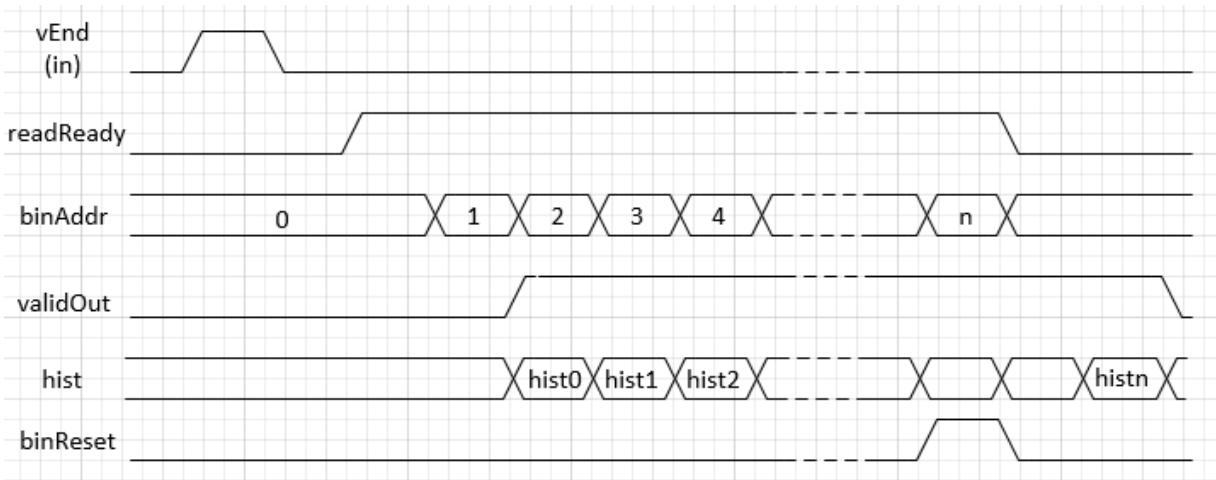 vEnd
(in)
readReady
binAddr 0 1 2 3 4 n
validOut
hist hist0 hist1 hist2 histn
binReset